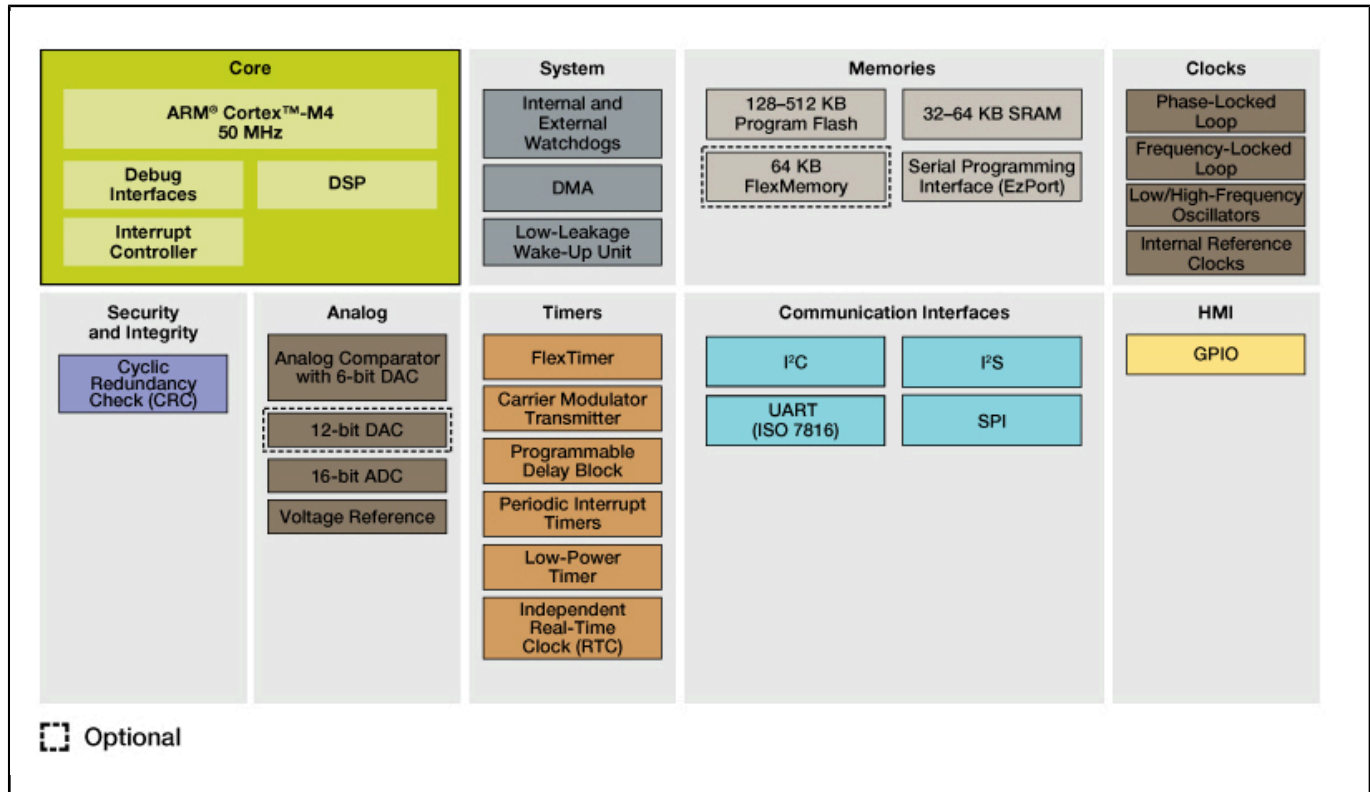 Core
ARM® Cortex™-M4
50 MHz
Debug
Interfaces
DSP
Interrupt
Controller
System
Internal and
External
Watchdogs
DMA
Low-Leakage
Wake-Up Unit
Memories
128–512 KB
Program Flash
32–64 KB SRAM
64 KB
FlexMemory
Serial Programming
Interface (EzPort)
Clocks
Phase-Locked
Loop
Frequency-Locked
Loop
Low/High-Frequency
Oscillators
Internal Reference
Clocks
Security
and Integrity
Cyclic
Redundancy
Check (CRC)
Analog
Analog Comparator
with 6-bit DAC
12-bit DAC
16-bit ADC
Voltage Reference
Timers
FlexTimer
Carrier Modulator
Transmitter
Programmable
Delay Block
Periodic Interrupt
Timers
Low-Power
Timer
Independent
Real-Time
Clock (RTC)
Communication Interfaces
I²C
I²S
UART
(ISO 7816)
SPI
HMI
GPIO
Optional